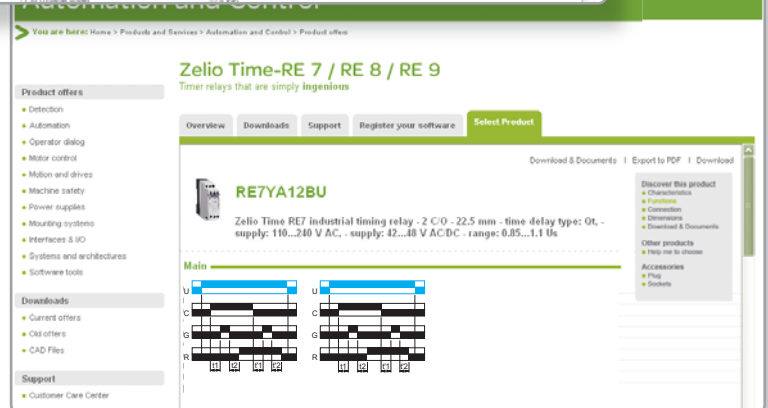 Automation and Control
You are here: Home > Products and Services > Automation and Control > Product offers
Zelio Time-RE 7 / RE 8 / RE 9
Timer relays that are simply ingenious
Product offers
Detection
Automation
Operator dialog
Motor control
Motion and drives
Machine safety
Power supplies
Mounting systems
Interfaces & I/O
Systems and architectures
Software tools
Downloads
Current offers
Old offers
CAD Files
Support
Customer Care Center
Overview Downloads Support Register your software Select Product
Download & Documents | Export to PDF | Download
RE7YA12BU
Zelio Time RE7 industrial timing relay - 2 C/O - 22.5 mm - time delay type: Qt, -
supply: 110...240 V AC, - supply: 42...48 V AC/DC - range: 0.85...1.1 Us
Discover this product
Characteristics
Functions
Connection
Dimensions
Download & Documents
Other products
Help me to choose
Accessories
Plug
Sockets
Main
U U
C C
G G
R R
t1 t2 t'1 t'2 t1 t2 t'1 t'2